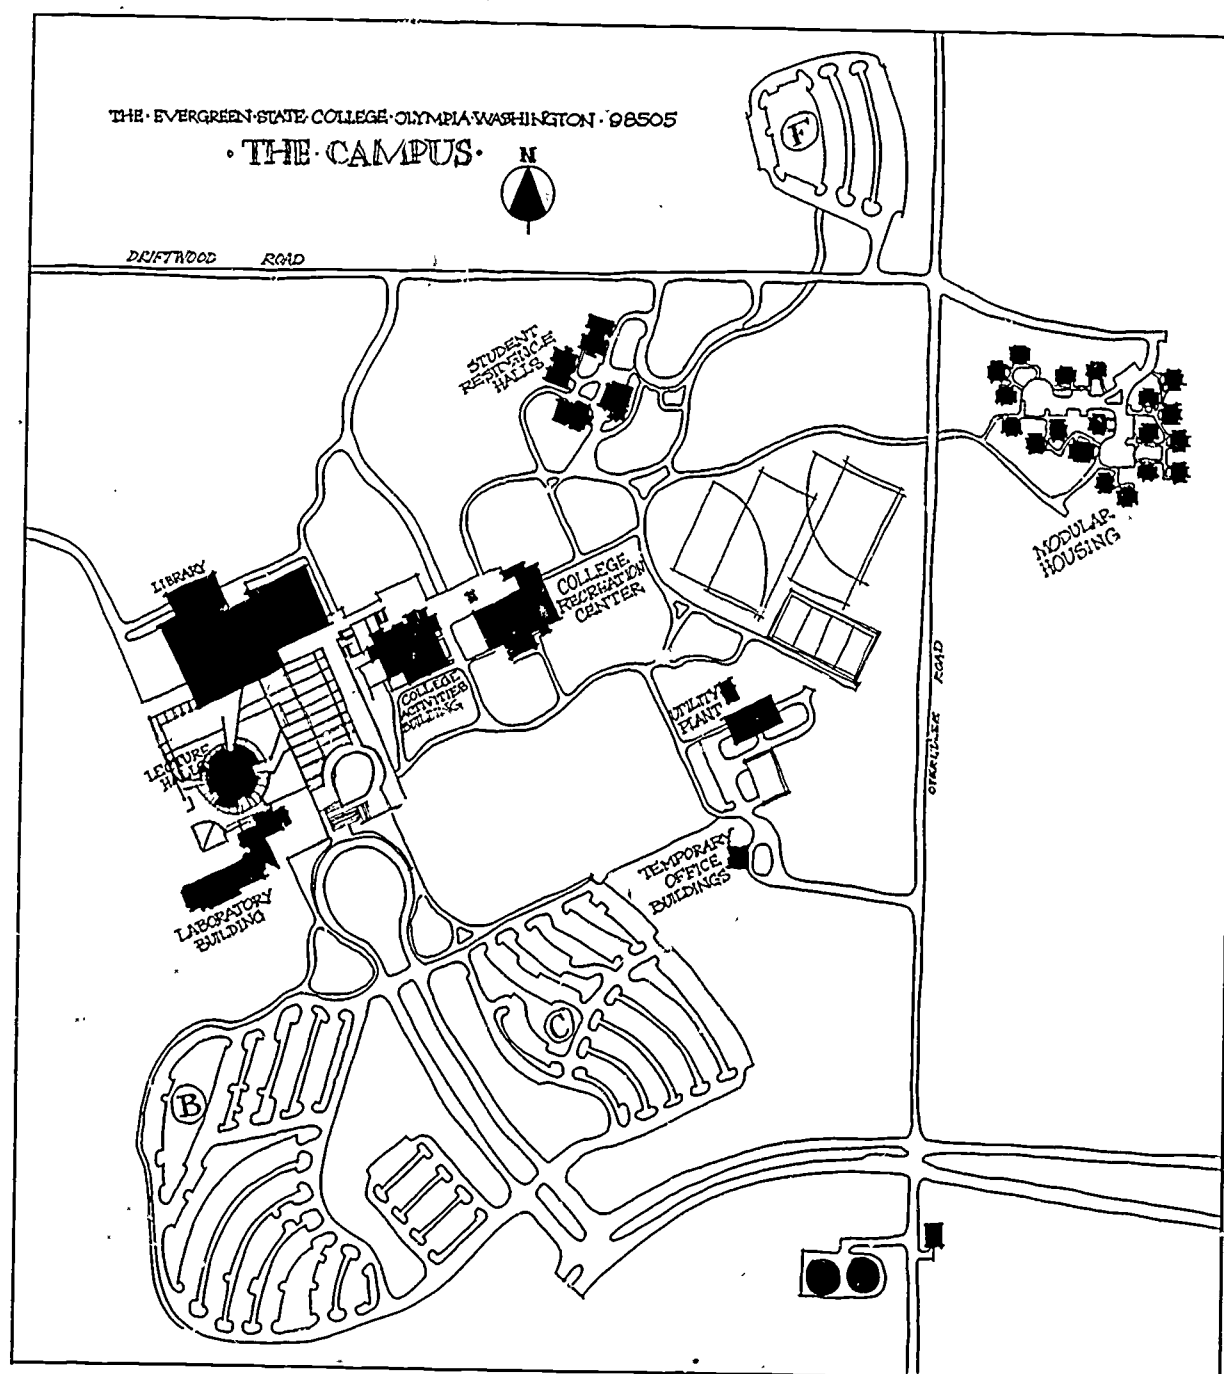 THE·EVERGREEN·STATE·COLLEGE·OLYMPIA·WASHINGTON·98505
·THE·CAMPUS·
N
F
DRIFTWOOD ROAD
STUDENT
RESIDENCE
HALLS
MODULAR
HOUSING
LIBRARY
COLLEGE
RECREATION
CENTER
COLLEGE
ACTIVITIES
BUILDING
UTILITY
PLANT
ROAD
LECTURE
HALLS
TEMPORARY
OFFICE
BUILDINGS
LABORATORY
BUILDING
C
B